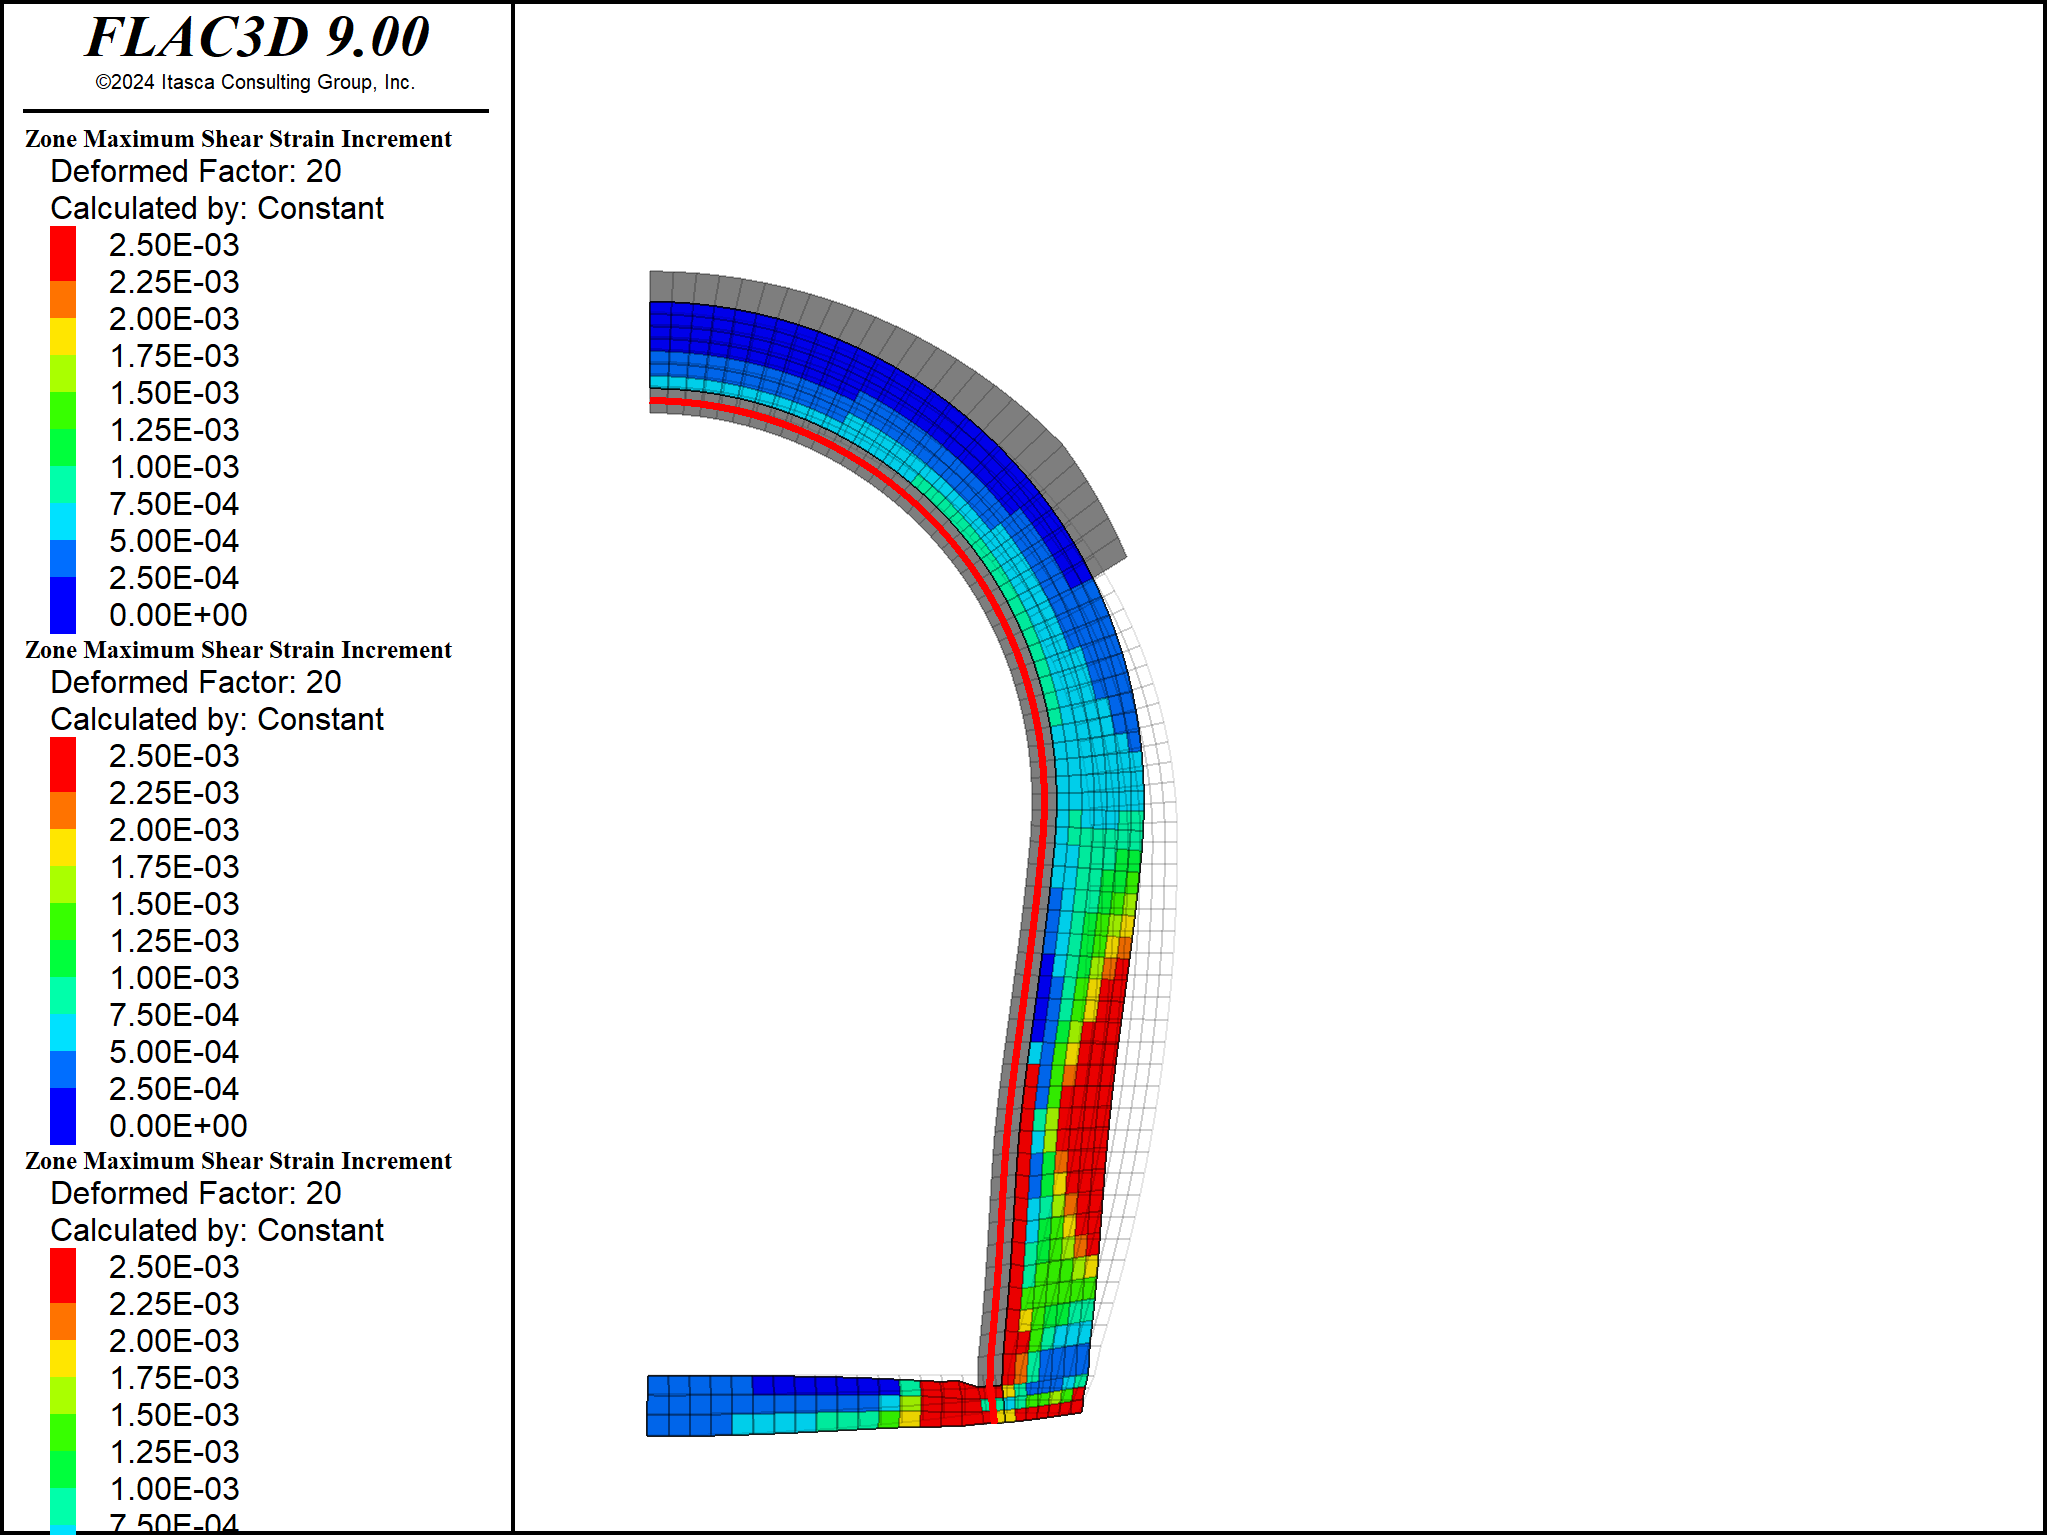 FLAC3D 9.00
©2024 Itasca Consulting Group, Inc.
Zone Maximum Shear Strain Increment
Deformed Factor: 20
Calculated by: Constant
2.50E-03
2.25E-03
2.00E-03
1.75E-03
1.50E-03
1.25E-03
1.00E-03
7.50E-04
5.00E-04
2.50E-04
0.00E+00
Zone Maximum Shear Strain Increment
Deformed Factor: 20
Calculated by: Constant
2.50E-03
2.25E-03
2.00E-03
1.75E-03
1.50E-03
1.25E-03
1.00E-03
7.50E-04
5.00E-04
2.50E-04
0.00E+00
Zone Maximum Shear Strain Increment
Deformed Factor: 20
Calculated by: Constant
2.50E-03
2.25E-03
2.00E-03
1.75E-03
1.50E-03
1.25E-03
1.00E-03
7.50E-04